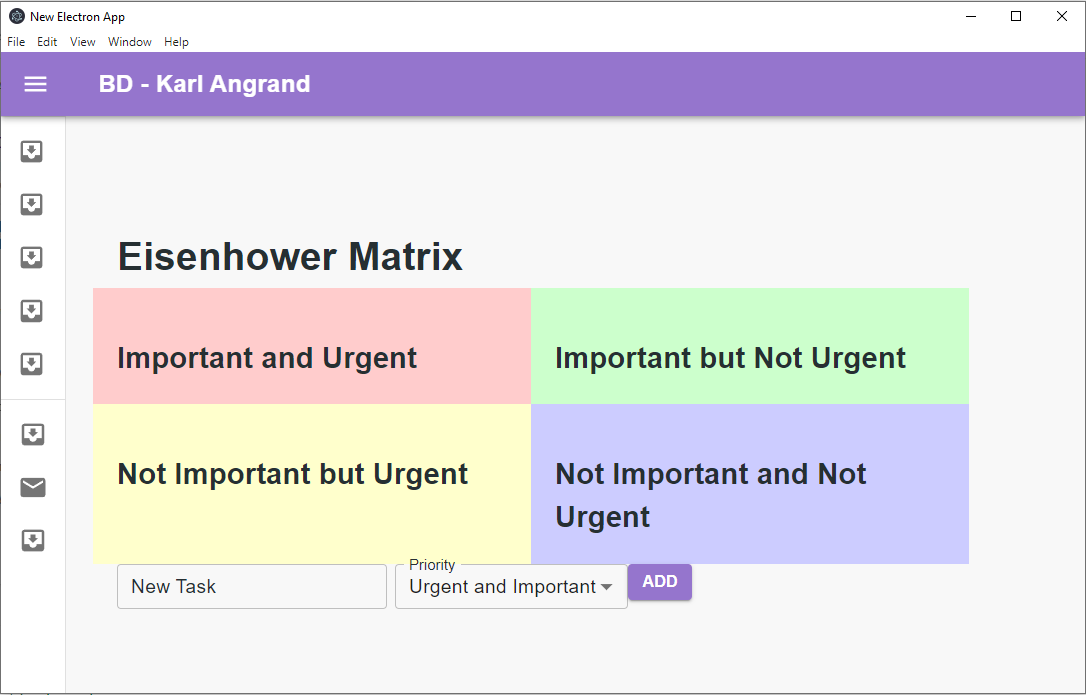 New Electron App
File Edit View Window Help
BD - Karl Angrand
Eisenhower Matrix
Important and Urgent
Important but Not Urgent
Not Important but Urgent
Not Important and Not
Urgent
Priority
New Task
Urgent and Important
ADD